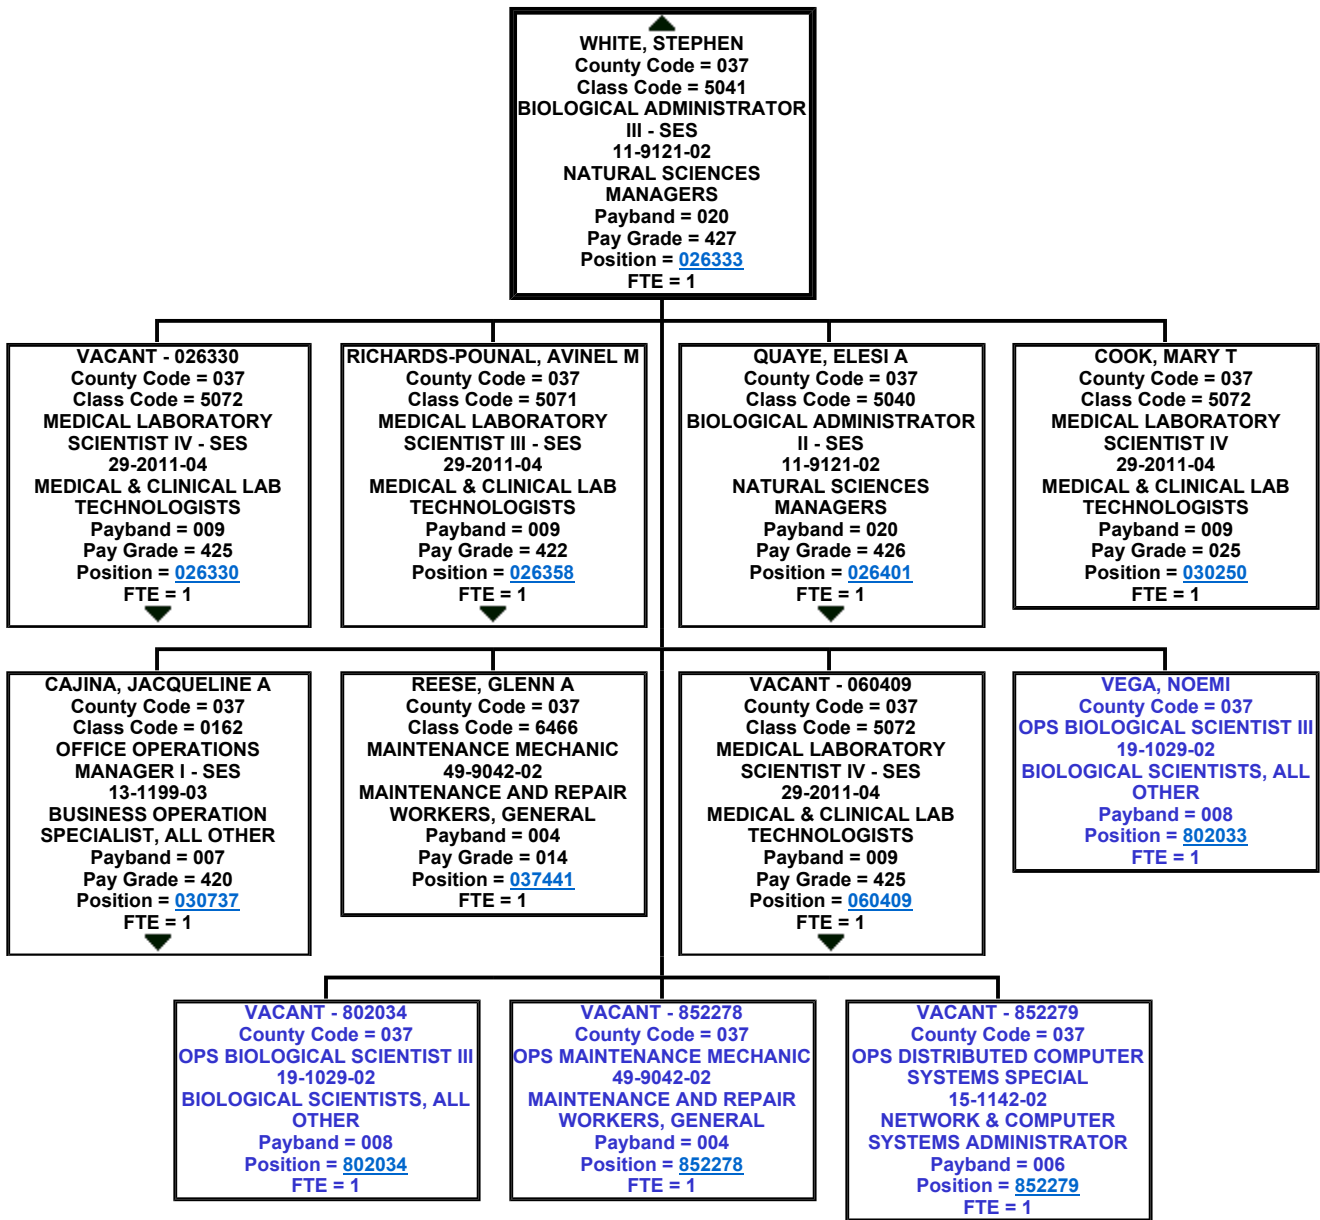 WHITE, STEPHEN
County Code = 037
Class Code = 5041
BIOLOGICAL ADMINISTRATOR
III - SES
11-9121-02
NATURAL SCIENCES
MANAGERS
Payband = 020
Pay Grade = 427
Position = 026333
FTE = 1
VACANT - 026330
County Code = 037
Class Code = 5072
MEDICAL LABORATORY
SCIENTIST IV - SES
29-2011-04
MEDICAL & CLINICAL LAB
TECHNOLOGISTS
Payband = 009
Pay Grade = 425
Position = 026330
FTE = 1
RICHARDS-POUNAL, AVINEL M
County Code = 037
Class Code = 5071
MEDICAL LABORATORY
SCIENTIST III - SES
29-2011-04
MEDICAL & CLINICAL LAB
TECHNOLOGISTS
Payband = 009
Pay Grade = 422
Position = 026358
FTE = 1
QUAYE, ELESI A
County Code = 037
Class Code = 5040
BIOLOGICAL ADMINISTRATOR
II - SES
11-9121-02
NATURAL SCIENCES
MANAGERS
Payband = 020
Pay Grade = 426
Position = 026401
FTE = 1
COOK, MARY T
County Code = 037
Class Code = 5072
MEDICAL LABORATORY
SCIENTIST IV
29-2011-04
MEDICAL & CLINICAL LAB
TECHNOLOGISTS
Payband = 009
Pay Grade = 025
Position = 030250
FTE = 1
CAJINA, JACQUELINE A
County Code = 037
Class Code = 0162
OFFICE OPERATIONS
MANAGER I - SES
13-1199-03
BUSINESS OPERATION
SPECIALIST, ALL OTHER
Payband = 007
Pay Grade = 420
Position = 030737
FTE = 1
REESE, GLENN A
County Code = 037
Class Code = 6466
MAINTENANCE MECHANIC
49-9042-02
MAINTENANCE AND REPAIR
WORKERS, GENERAL
Payband = 004
Pay Grade = 014
Position = 037441
FTE = 1
VACANT - 060409
County Code = 037
Class Code = 5072
MEDICAL LABORATORY
SCIENTIST IV - SES
29-2011-04
MEDICAL & CLINICAL LAB
TECHNOLOGISTS
Payband = 009
Pay Grade = 425
Position = 060409
FTE = 1
VEGA, NOEMI
County Code = 037
OPS BIOLOGICAL SCIENTIST III
19-1029-02
BIOLOGICAL SCIENTISTS, ALL
OTHER
Payband = 008
Position = 802033
FTE = 1
VACANT - 802034
County Code = 037
OPS BIOLOGICAL SCIENTIST III
19-1029-02
BIOLOGICAL SCIENTISTS, ALL
OTHER
Payband = 008
Position = 802034
FTE = 1
VACANT - 852278
County Code = 037
OPS MAINTENANCE MECHANIC
49-9042-02
MAINTENANCE AND REPAIR
WORKERS, GENERAL
Payband = 004
Position = 852278
FTE = 1
VACANT - 852279
County Code = 037
OPS DISTRIBUTED COMPUTER
SYSTEMS SPECIAL
15-1142-02
NETWORK & COMPUTER
SYSTEMS ADMINISTRATOR
Payband = 006
Position = 852279
FTE = 1